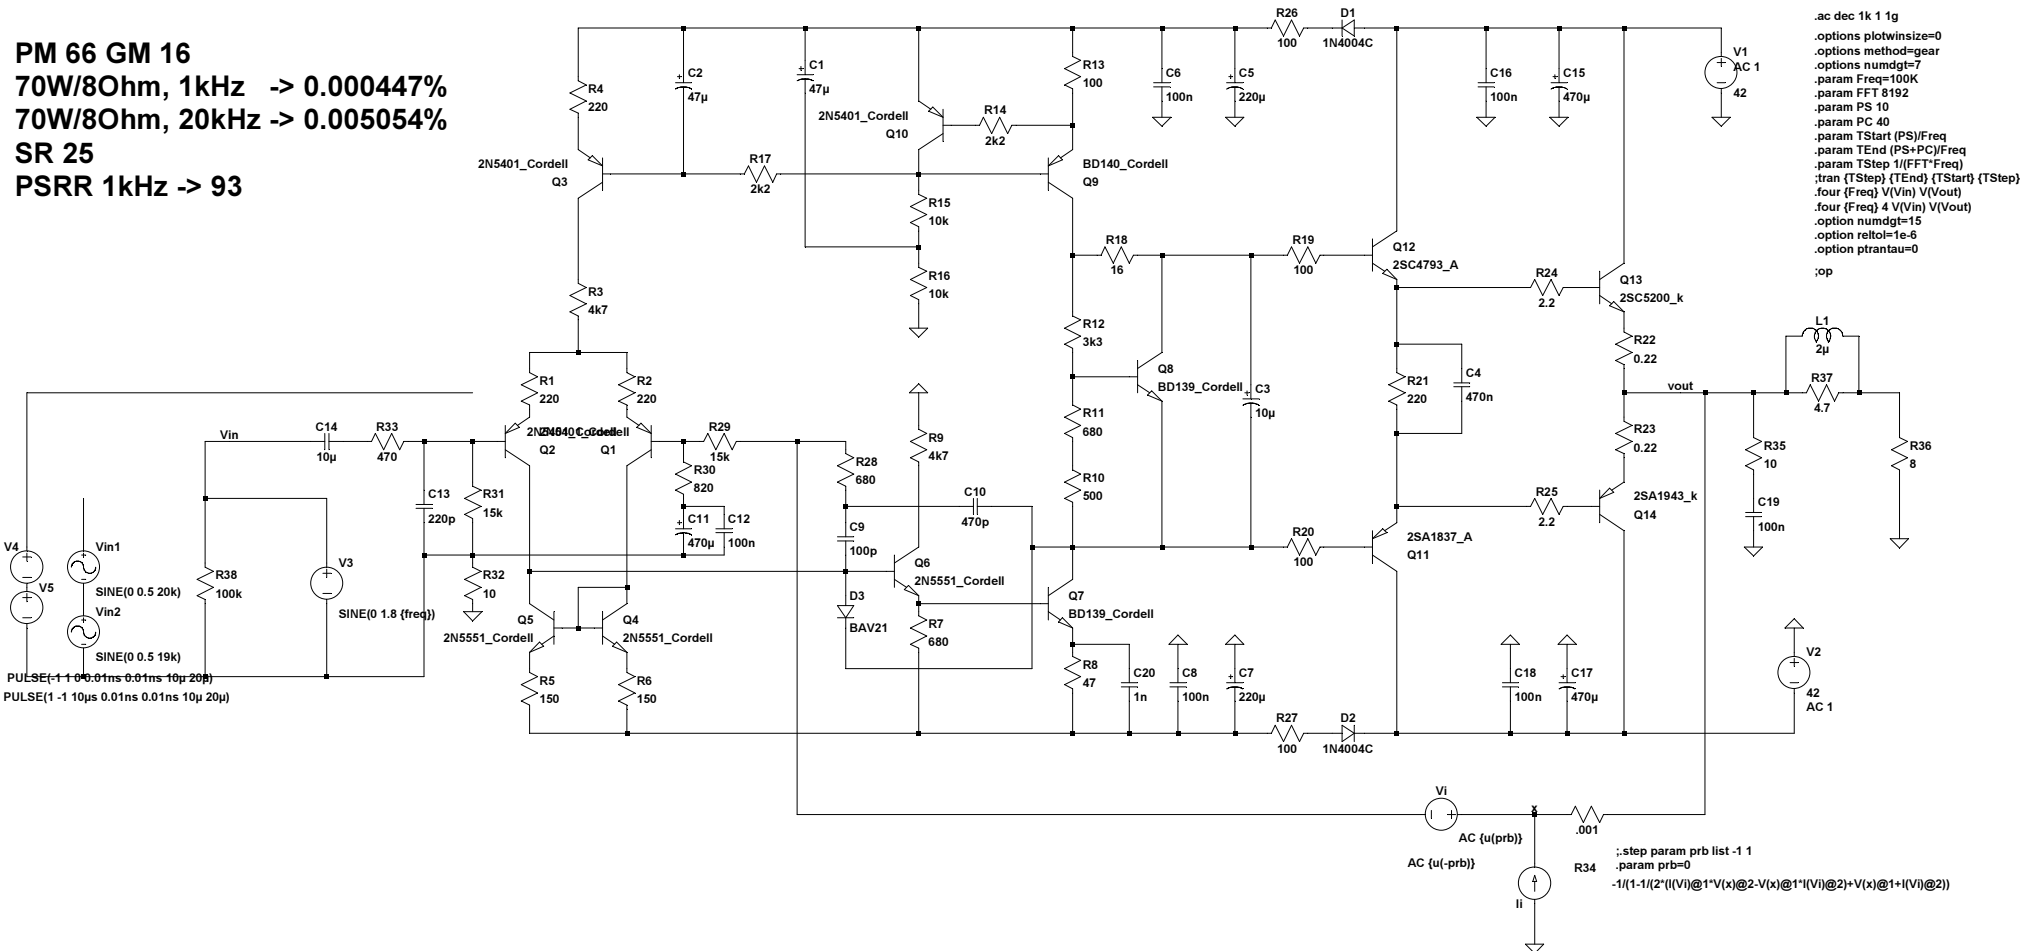 PM 66 GM 16
70W/8Ohm, 1kHz -> 0.000447%
70W/8Ohm, 20kHz -> 0.005054%
SR 25
PSRR 1kHz -> 93
R4
220
C2
47µ
C1
47µ
2N5401_Cordell
Q10
R14
2k2
R13
100
C6
100n
C5
220µ
R26
100
D1
1N4004C
C16
100n
C15
470µ
V1
AC 1
42
.ac dec 1k 1 1g
.options plotwinsize=0
.options method=gear
.options numdgt=7
.param Freq=100K
.param FFT 8192
.param PS 10
.param PC 40
.param TStart (PS)/Freq
.param TEnd (PS+PC)/Freq
.param TStep 1/(FFT*Freq)
;tran {TStep} {TEnd} {TStart} {TStep}
.four {Freq} V(Vin) V(Vout)
.four {Freq} 4 V(Vin) V(Vout)
.option numdgt=15
.option reltol=1e-6
.option ptrantau=0
;op
2N5401_Cordell
Q3
R17
2k2
BD140_Cordell
Q9
R15
10k
R16
10k
R3
4k7
R18
16
R19
100
Q12
2SC4793_A
R24
2.2
Q13
2SC5200_k
R12
3k3
Q8
BD139_Cordell
C3
10µ
R21
220
C4
470n
R22
0.22
L1
2µ
R37
4.7
vout
R1
220
R2
220
R11
680
R10
500
R23
0.22
R35
10
C19
100n
R36
8
Vin
C14
10µ
R33
470
Q2
Q1
R29
15k
R30
820
R28
680
R9
4k7
C10
470p
C13
220p
R31
15k
C11
470µ
C12
100n
C9
100p
R20
100
2SA1837_A
Q11
R25
2.2
2SA1943_k
Q14
V4
V5
Vin1
SINE(0 0.5 20k)
Vin2
SINE(0 0.5 19k)
R38
100k
V3
SINE(0 1.8 {freq})
R32
10
Q5
2N5551_Cordell
Q4
2N5551_Cordell
D3
BAV21
Q6
2N5551_Cordell
R7
680
Q7
BD139_Cordell
R8
47
C20
1n
C8
100n
C7
220µ
R27
100
D2
1N4004C
C18
100n
C17
470µ
V2
42
AC 1
PULSE(-1 1 0 0.01ns 0.01ns 10µ 20µ)
PULSE(1 -1 10µs 0.01ns 0.01ns 10µ 20µ)
R5
150
R6
150
Vi
AC {u(prb)}
AC {u(-prb)}
x
.001
R34
Ii
;.step param prb list -1 1
.param prb=0
-1/(1-1/(2*(I(Vi)@1*V(x)@2-V(x)@1*I(Vi)@2)+V(x)@1+I(Vi)@2))